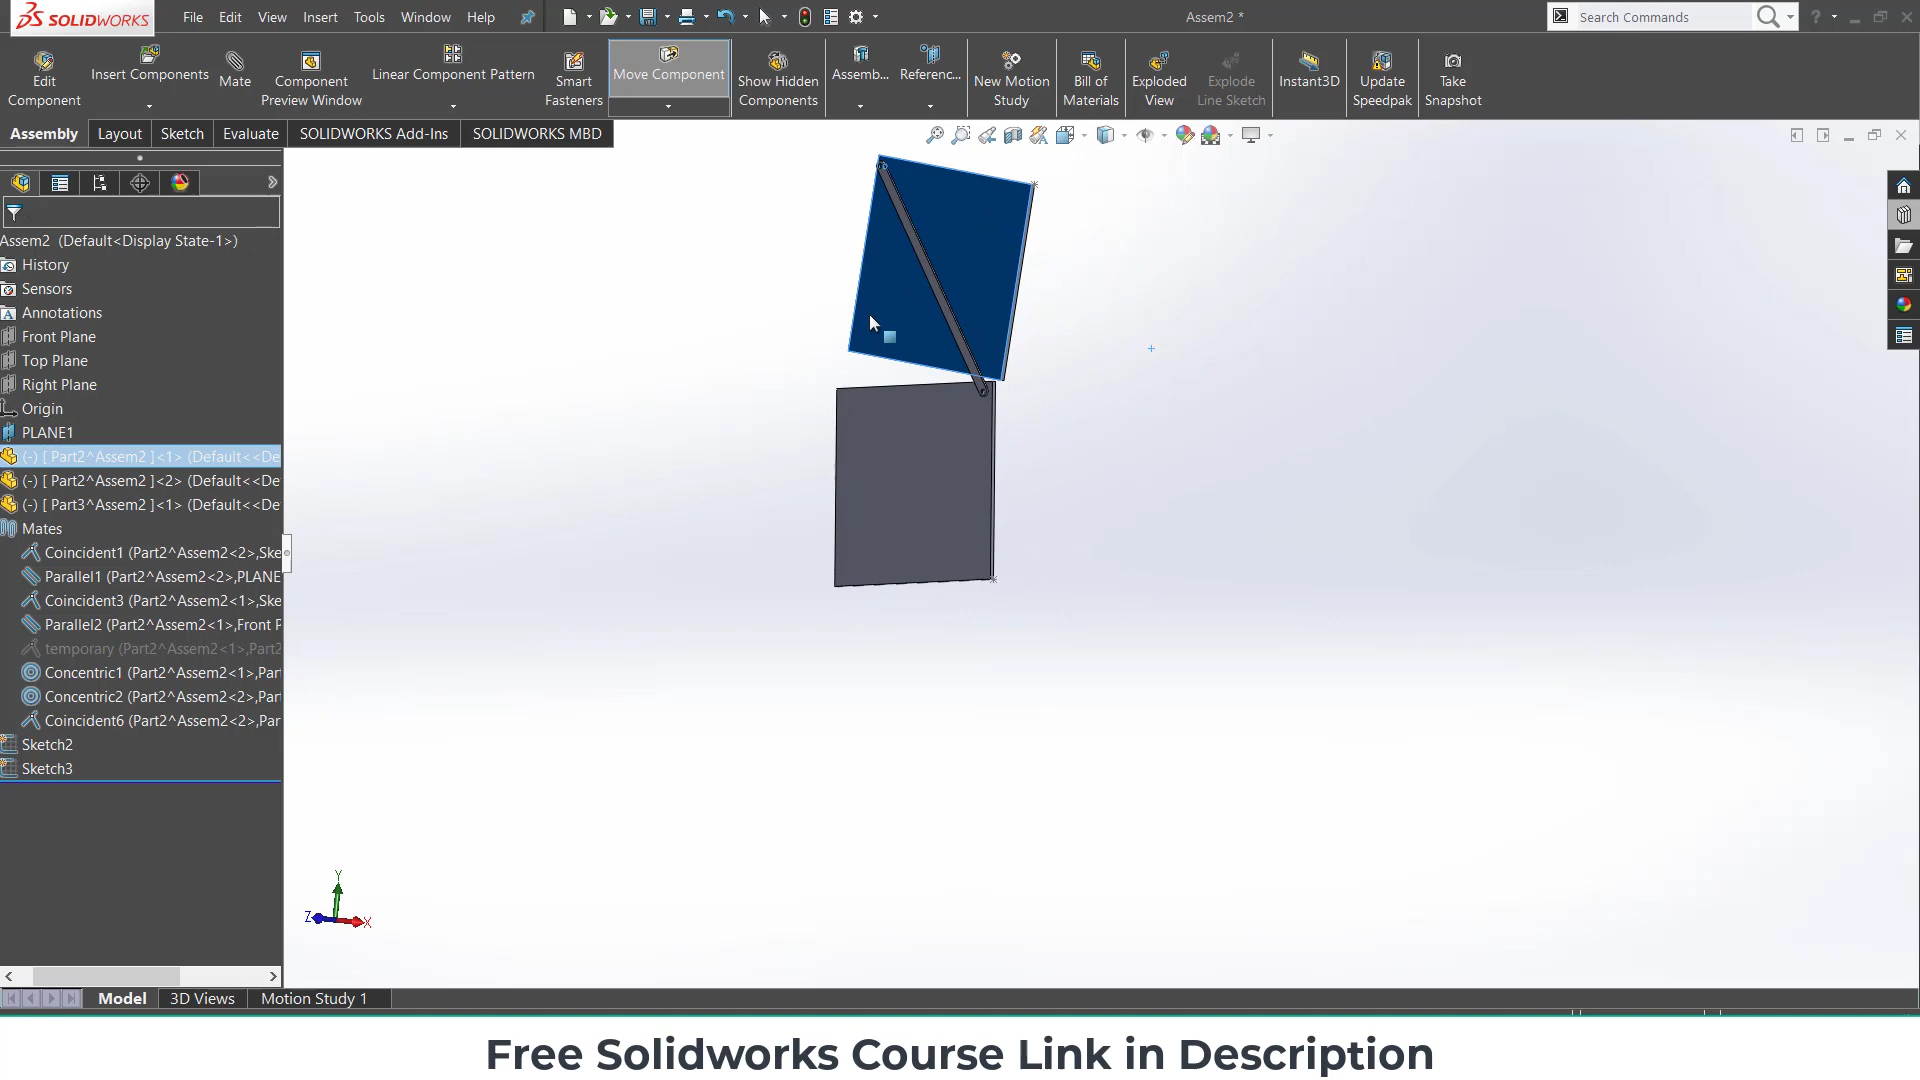 SOLIDWORKS
File Edit View Insert Tools Window Help
Assem2 *
Search Commands
?
Edit Component
Insert Components
Mate
Component Preview Window
Linear Component Pattern
Smart Fasteners
Move Component
Show Hidden Components
Assemb...
Referenc...
New Motion Study
Bill of Materials
Exploded View
Explode Line Sketch
Instant3D
Update Speedpak
Take Snapshot
Assembly Layout Sketch Evaluate SOLIDWORKS Add-Ins SOLIDWORKS MBD
Assem2 (Default<Display State-1>)
History
Sensors
A Annotations
Front Plane
Top Plane
Right Plane
Origin
PLANE1
(-) [ Part2^Assem2 ]<1> (Default<<De
(-) [ Part2^Assem2 ]<2> (Default<<De
(-) [ Part3^Assem2 ]<1> (Default<<De
Mates
Coincident1 (Part2^Assem2<2>,Ske
Parallel1 (Part2^Assem2<2>,PLANE
Coincident3 (Part2^Assem2<1>,Ske
Parallel2 (Part2^Assem2<1>,Front P
temporary (Part2^Assem2<1>,Part2
Concentric1 (Part2^Assem2<1>,Par
Concentric2 (Part2^Assem2<2>,Par
Coincident6 (Part2^Assem2<2>,Par
Sketch2
Sketch3
Y
Z
X
Model 3D Views Motion Study 1
Free Solidworks Course Link in Description